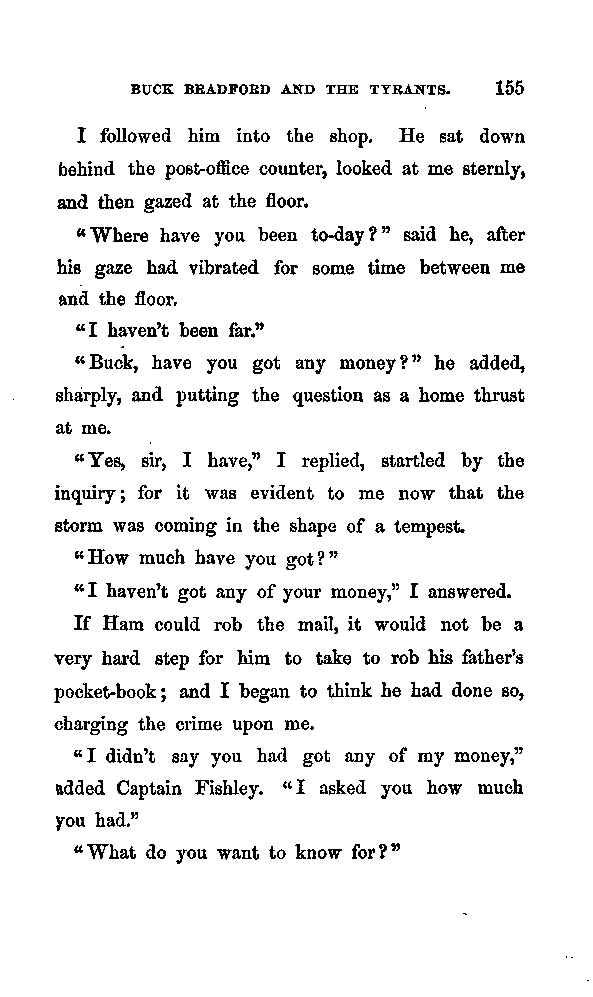 BUCK BRADFORD AND THE TYRANTS. 155
I followed him into the shop. He sat down
behind the post-office counter, looked at me sternly,
and then gazed at the floor.
"Where have you been to-day?" said he, after
his gaze had vibrated for some time between me
and the floor.
"I haven't been far."
"Buck, have you got any money?" he added,
sharply, and putting the question as a home thrust
at me.
"Yes, sir, I have," I replied, startled by the
inquiry; for it was evident to me now that the
storm was coming in the shape of a tempest.
"How much have you got?"
"I haven't got any of your money," I answered.
If Ham could rob the mail, it would not be a
very hard step for him to take to rob his father's
pocket-book; and I began to think he had done so,
charging the crime upon me.
"I didn't say you had got any of my money,"
added Captain Fishley. "I asked you how much
you had."
"What do you want to know for?"